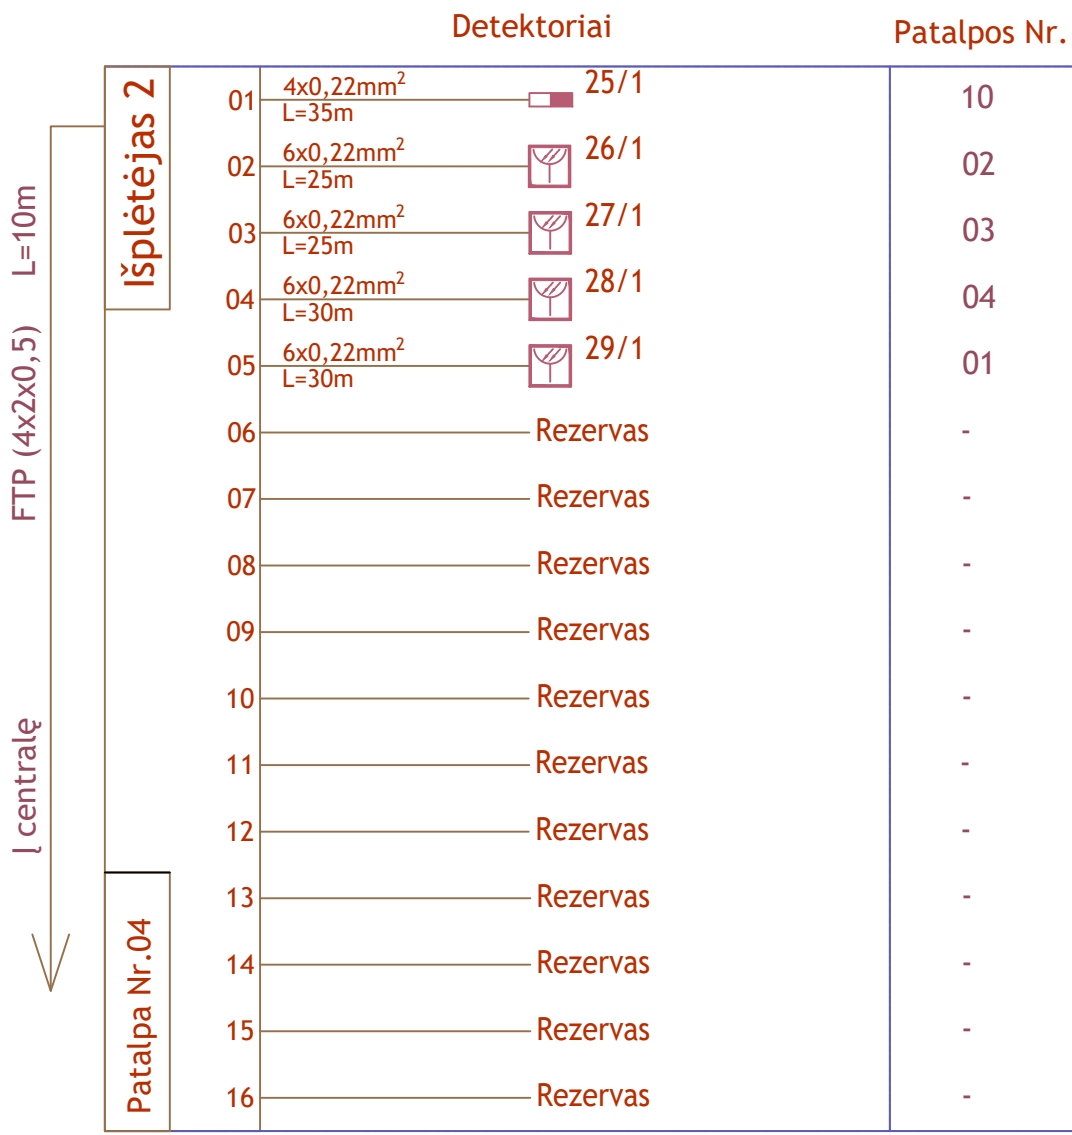 Detektoriai
Patalpos Nr.
Išplėtėjas 2
FTP (4x2x0,5) L=10m
Į centralę
Patalpa Nr.04
01
4x0,22mm²
L=35m
25/1
10
02
6x0,22mm²
L=25m
26/1
02
03
6x0,22mm²
L=25m
27/1
03
04
6x0,22mm²
L=30m
28/1
04
05
6x0,22mm²
L=30m
29/1
01
06 Rezervas -
07 Rezervas -
08 Rezervas -
09 Rezervas -
10 Rezervas -
11 Rezervas -
12 Rezervas -
13 Rezervas -
14 Rezervas -
15 Rezervas -
16 Rezervas -